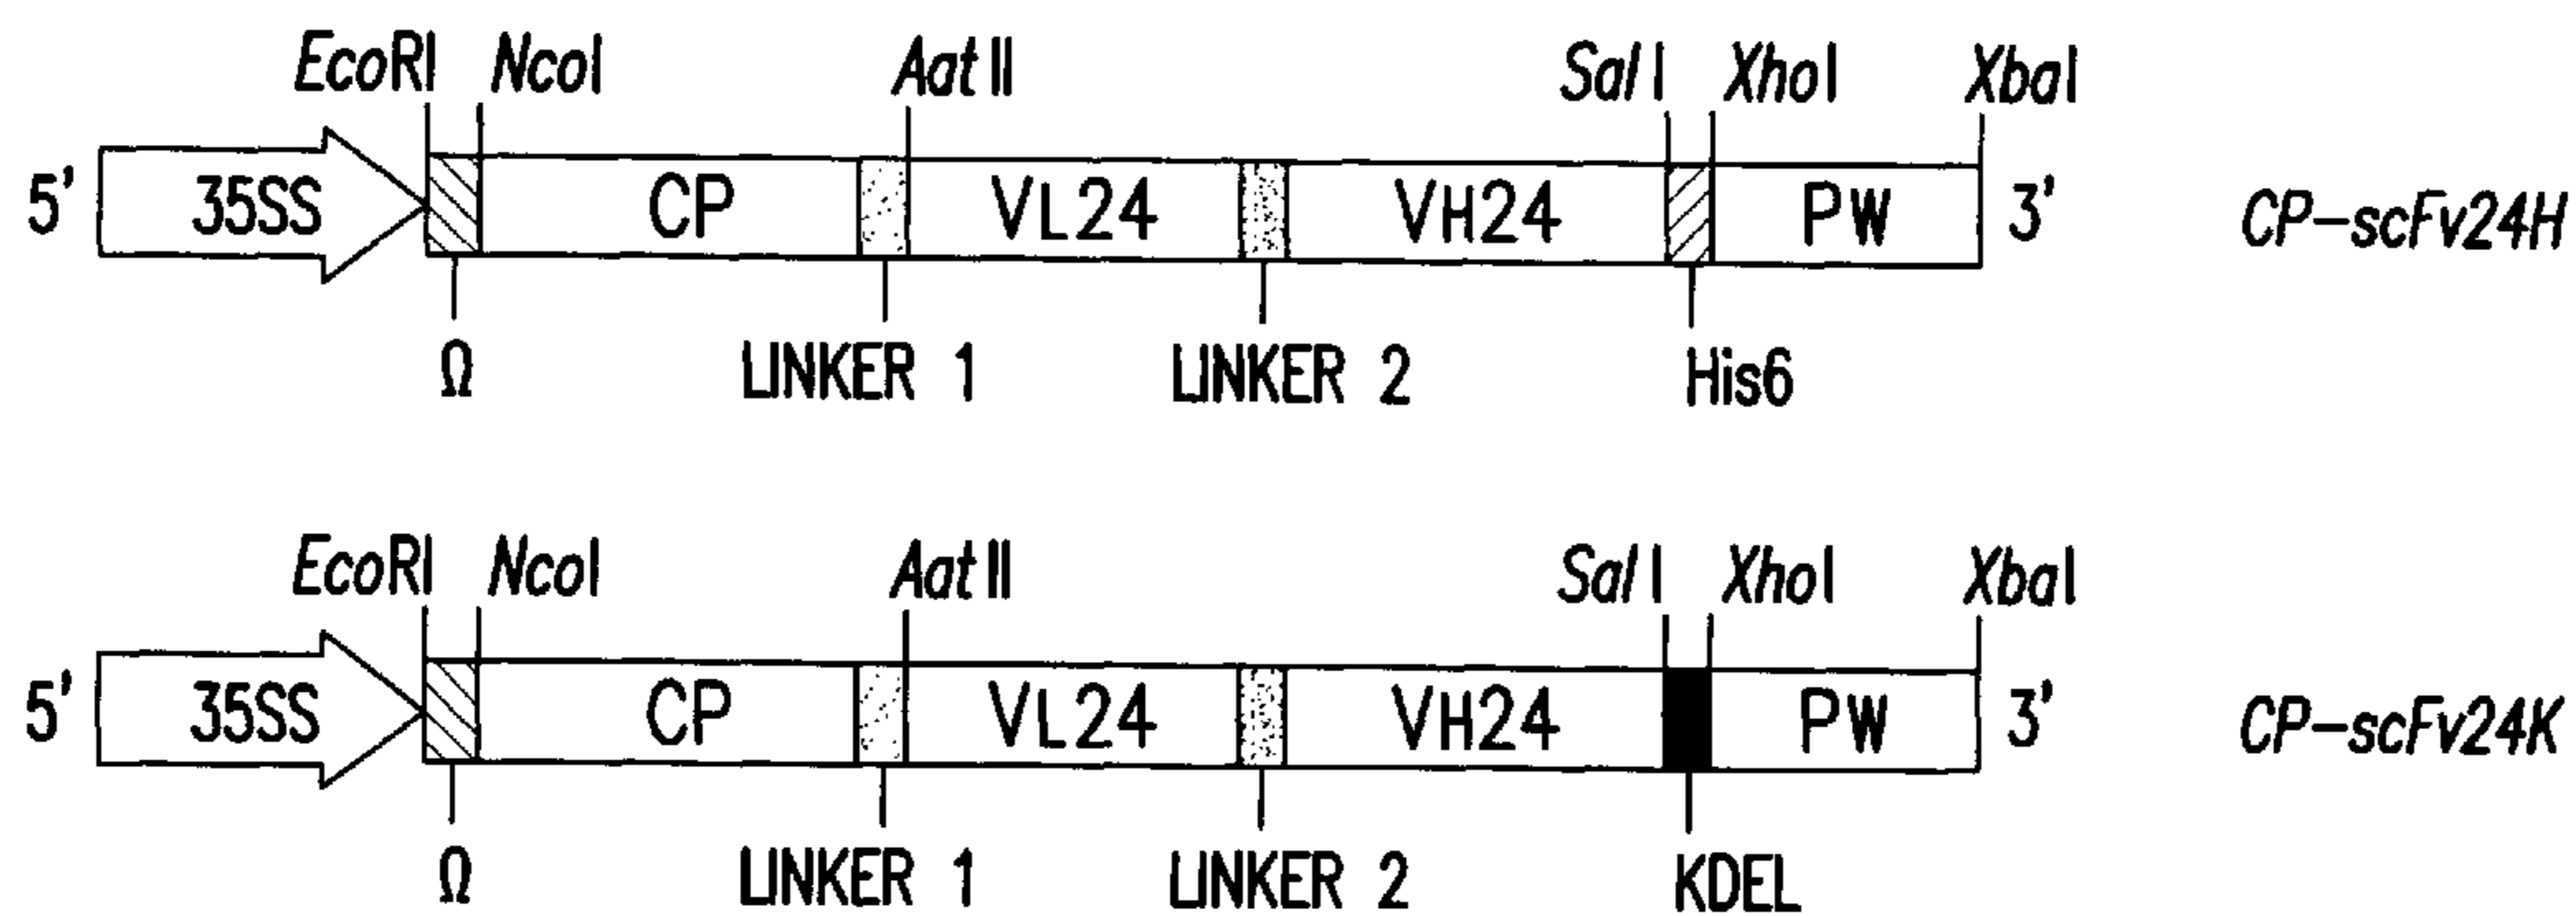 EcoRI NcoI AatII SalI XhoI XbaI
5' 35SS CP VL24 VH24 PW 3' CP-scFv24H
Ω LINKER 1 LINKER 2 His6
EcoRI NcoI AatII SalI XhoI XbaI
5' 35SS CP VL24 VH24 PW 3' CP-scFv24K
Ω LINKER 1 LINKER 2 KDEL